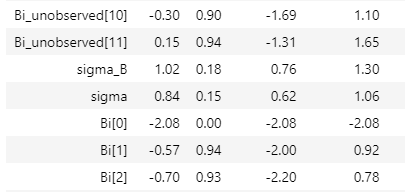 Bi_unobserved[10] -0.30 0.90 -1.69 1.10
Bi_unobserved[11] 0.15 0.94 -1.31 1.65
sigma_B 1.02 0.18 0.76 1.30
sigma 0.84 0.15 0.62 1.06
Bi[0] -2.08 0.00 -2.08 -2.08
Bi[1] -0.57 0.94 -2.00 0.92
Bi[2] -0.70 0.93 -2.20 0.78